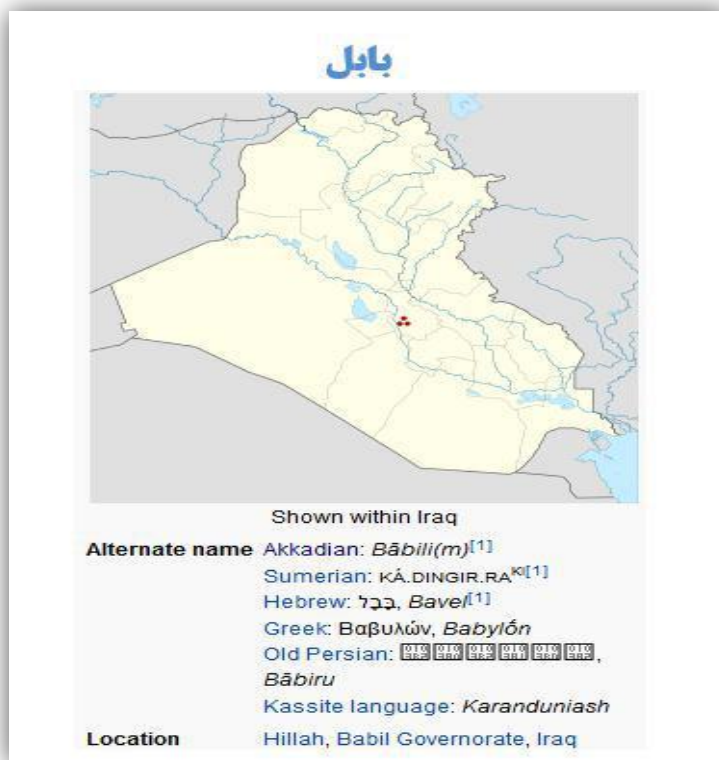 بابل
Shown within Iraq
Alternate name Akkadian: Bābili(m)[1]
Sumerian: KÁ.DINGIR.RAKI[1]
Hebrew: בָּבֶל, Bavel[1]
Greek: Βαβυλών, Babylṓn
Old Persian: ,
Bābiru
Kassite language: Karanduniash
Location Hillah, Babil Governorate, Iraq